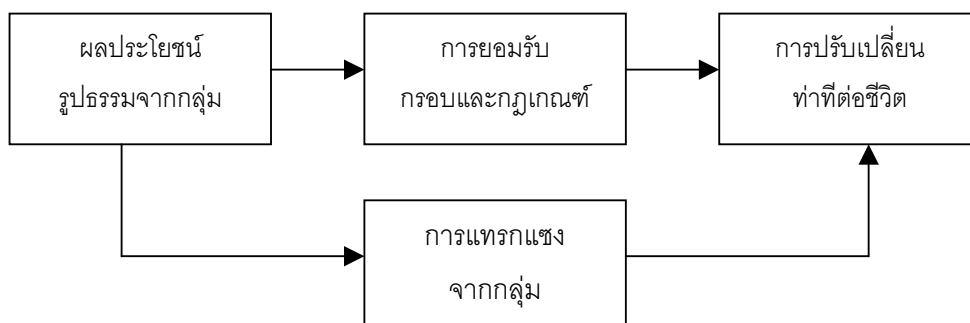 ผลประโยชน์
รูปธรรมจากกลุ่ม
การยอมรับ
กรอบและกฎเกณฑ์
การปรับเปลี่ยน
ท่าทีต่อชีวิต
การแทรกแซง
จากกลุ่ม